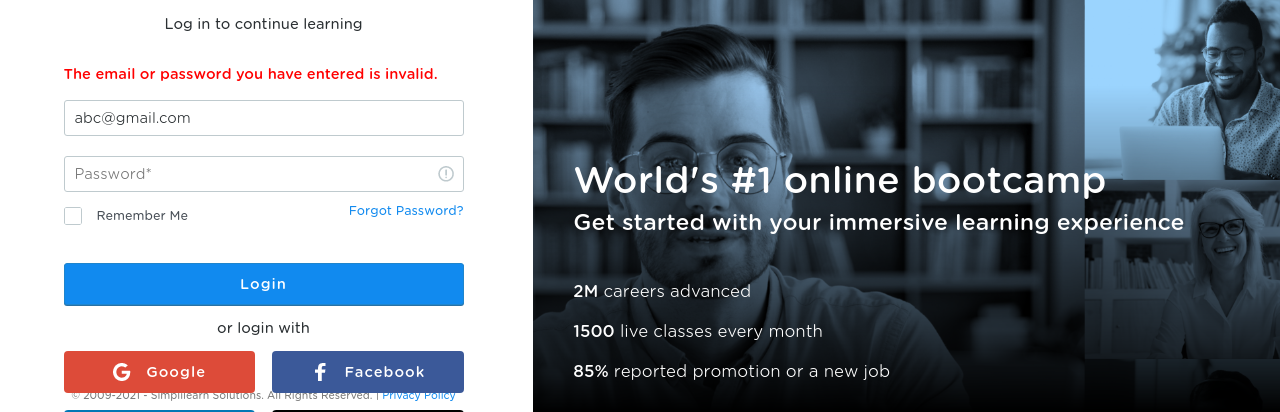 Log in to continue learning
The email or password you have entered is invalid.
abc@gmail.com
Password*
Remember Me
Forgot Password?
Login
or login with
Google
Facebook
© 2009-2021 - Simplilearn Solutions. All Rights Reserved. | Privacy Policy
World's #1 online bootcamp
Get started with your immersive learning experience
2M careers advanced
1500 live classes every month
85% reported promotion or a new job